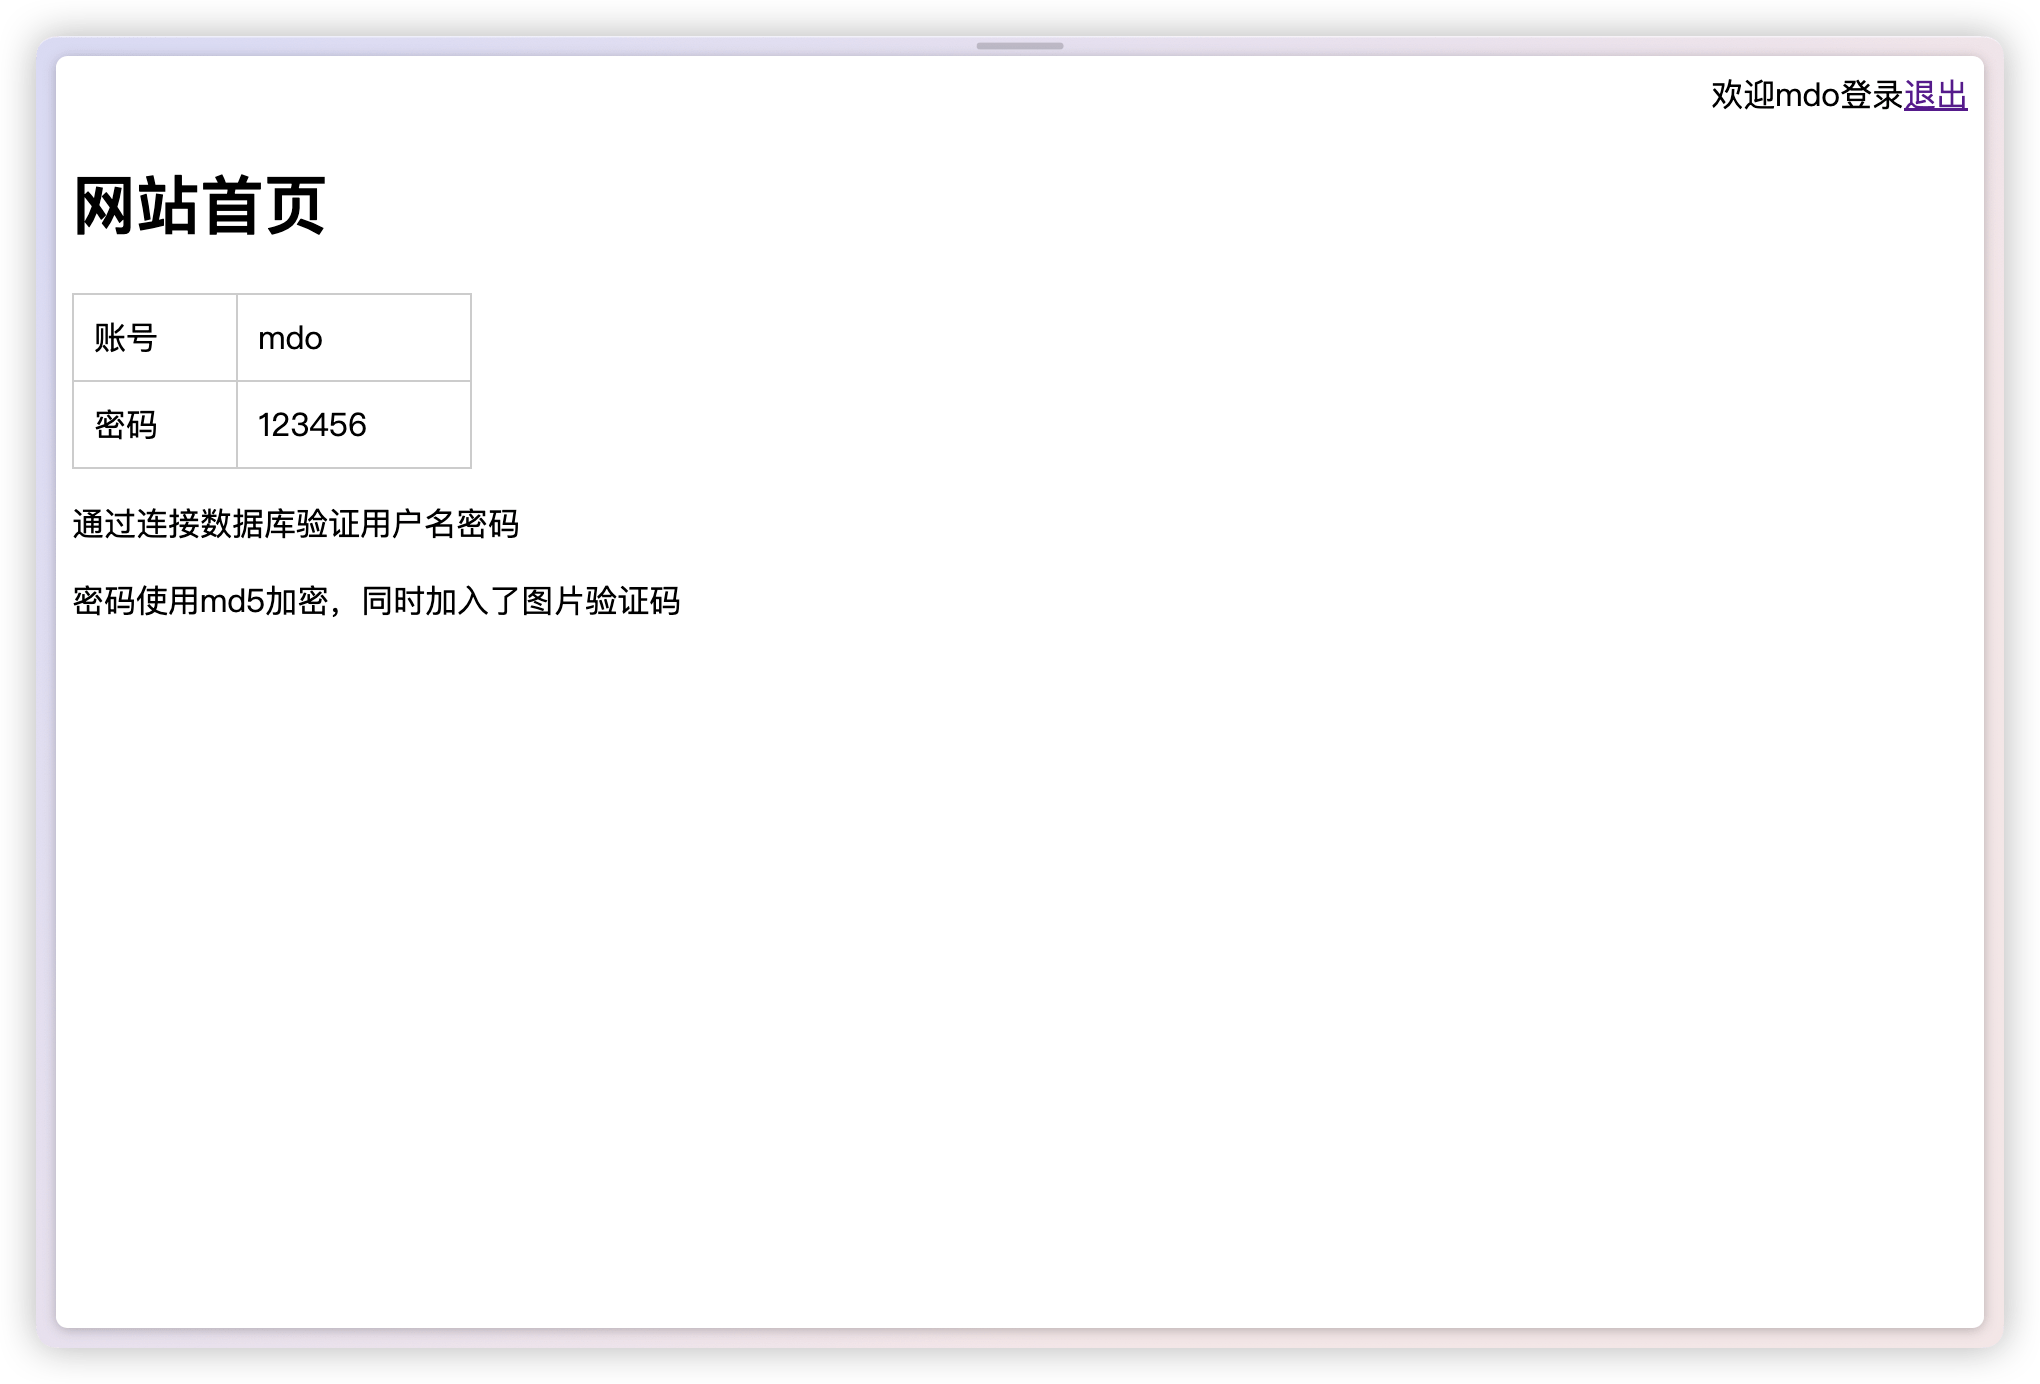 欢迎mdo登录退出
网站首页
账号 mdo
密码 123456
通过连接数据库验证用户名密码
密码使用md5加密，同时加入了图片验证码